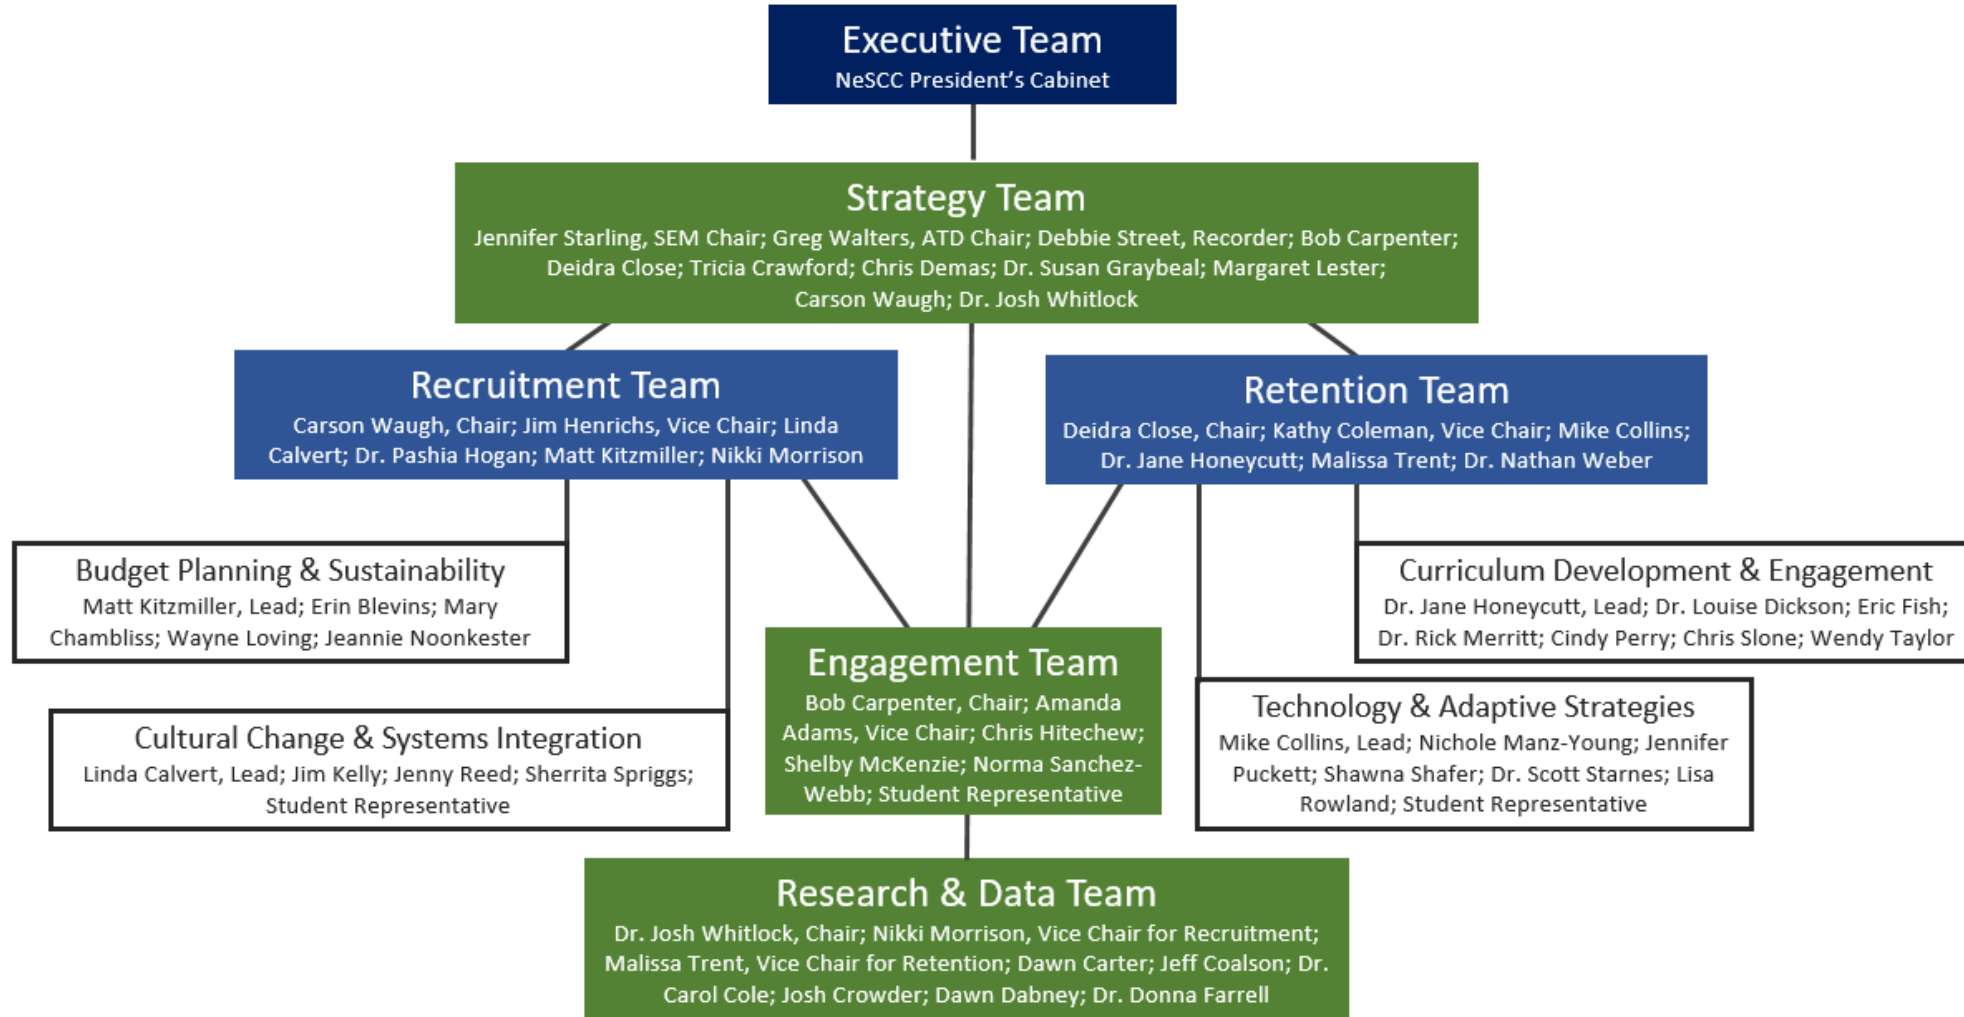 Executive Team
NeSCC President's Cabinet
Strategy Team
Jennifer Starling, SEM Chair; Greg Walters, ATD Chair; Debbie Street, Recorder; Bob Carpenter;
Deidra Close; Tricia Crawford; Chris Demas; Dr. Susan Graybeal; Margaret Lester;
Carson Waugh; Dr. Josh Whitlock
Recruitment Team
Carson Waugh, Chair; Jim Henrichs, Vice Chair; Linda
Calvert; Dr. Pashia Hogan; Matt Kitzmiller; Nikki Morrison
Retention Team
Deidra Close, Chair; Kathy Coleman, Vice Chair; Mike Collins;
Dr. Jane Honeycutt; Malissa Trent; Dr. Nathan Weber
Budget Planning & Sustainability
Matt Kitzmiller, Lead; Erin Blevins; Mary
Chambliss; Wayne Loving; Jeannie Noonkester
Curriculum Development & Engagement
Dr. Jane Honeycutt, Lead; Dr. Louise Dickson; Eric Fish;
Dr. Rick Merritt; Cindy Perry; Chris Slone; Wendy Taylor
Cultural Change & Systems Integration
Linda Calvert, Lead; Jim Kelly; Jenny Reed; Sherrita Spriggs;
Student Representative
Engagement Team
Bob Carpenter, Chair; Amanda
Adams, Vice Chair; Chris Hitechew;
Shelby McKenzie; Norma Sanchez-
Webb; Student Representative
Technology & Adaptive Strategies
Mike Collins, Lead; Nichole Manz-Young; Jennifer
Puckett; Shawna Shafer; Dr. Scott Starnes; Lisa
Rowland; Student Representative
Research & Data Team
Dr. Josh Whitlock, Chair; Nikki Morrison, Vice Chair for Recruitment;
Malissa Trent, Vice Chair for Retention; Dawn Carter; Jeff Coalson; Dr.
Carol Cole; Josh Crowder; Dawn Dabney; Dr. Donna Farrell